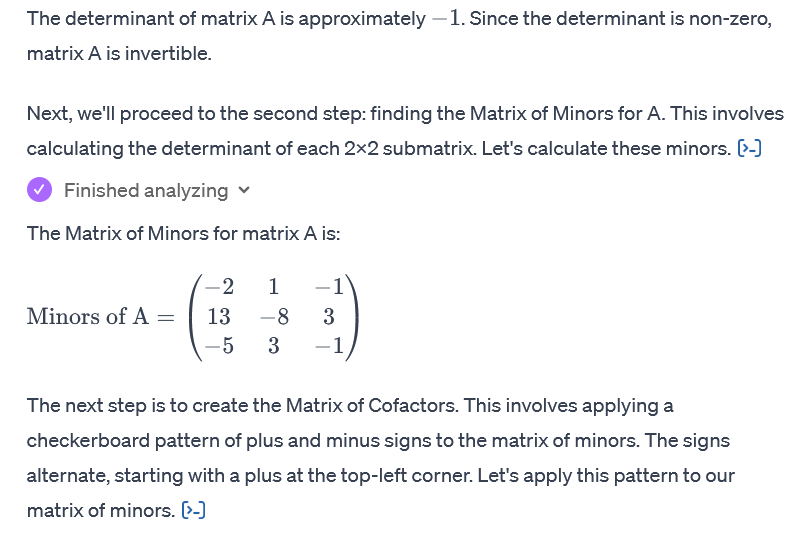 The determinant of matrix A is approximately −1. Since the determinant is non-zero,
matrix A is invertible.
Next, we'll proceed to the second step: finding the Matrix of Minors for A. This involves
calculating the determinant of each 2×2 submatrix. Let's calculate these minors. [>-]
Finished analyzing
The Matrix of Minors for matrix A is:
−2 1 −1
Minors of A = 13 −8 3
−5 3 −1
The next step is to create the Matrix of Cofactors. This involves applying a
checkerboard pattern of plus and minus signs to the matrix of minors. The signs
alternate, starting with a plus at the top-left corner. Let's apply this pattern to our
matrix of minors. [>-]